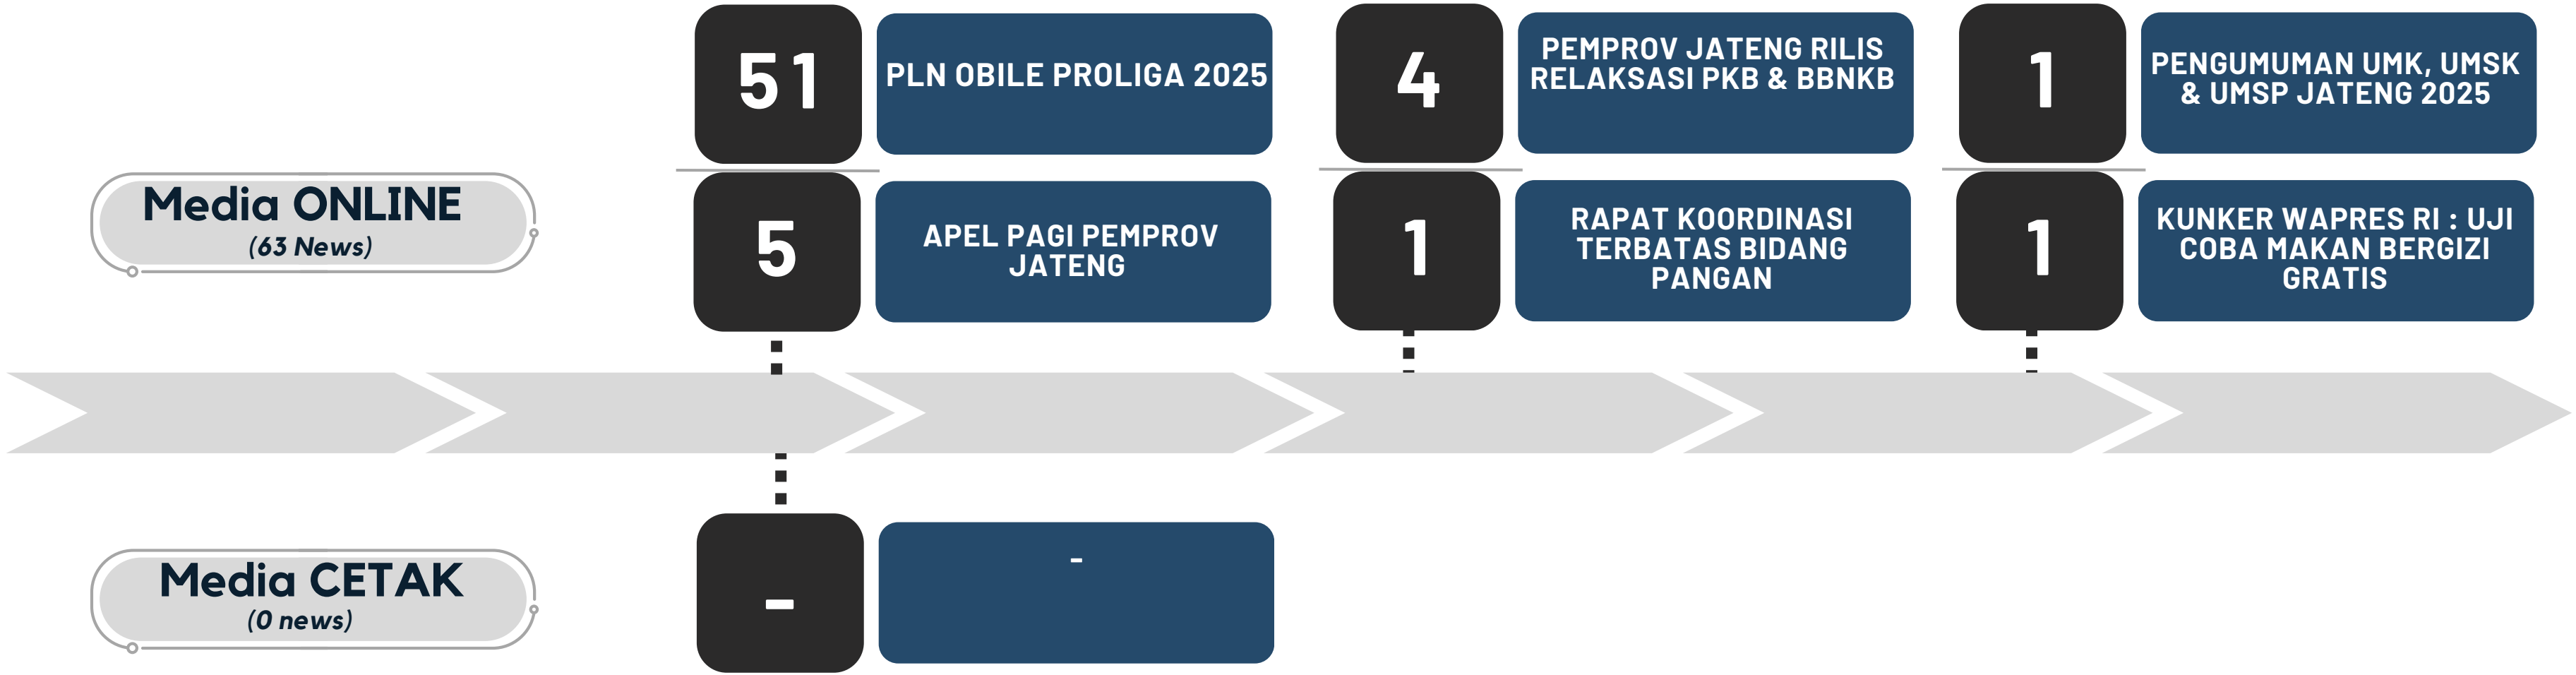 51
PLN OBILE PROLIGA 2025
4
PEMPROV JATENG RILIS
RELAKSASI PKB & BBNKB
1
PENGUMUMAN UMK, UMSK
& UMSP JATENG 2025
Media ONLINE
(63 News)
5
APEL PAGI PEMPROV
JATENG
1
RAPAT KOORDINASI
TERBATAS BIDANG
PANGAN
1
KUNKER WAPRES RI : UJI
COBA MAKAN BERGIZI
GRATIS
Media CETAK
(0 news)
-
-